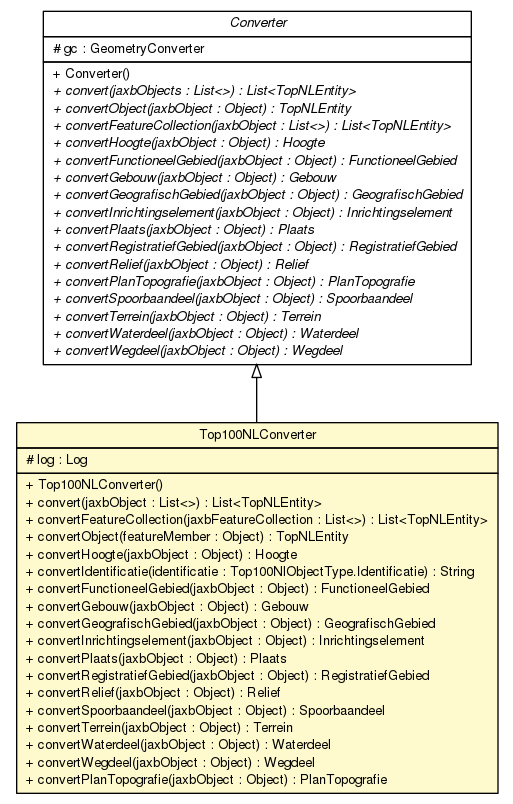 Converter
# gc : GeometryConverter
+ Converter()
+ convert(jaxbObjects : List<>) : List<TopNLEntity>
+ convertObject(jaxbObject : Object) : TopNLEntity
+ convertFeatureCollection(jaxbObject : List<>) : List<TopNLEntity>
+ convertHoogte(jaxbObject : Object) : Hoogte
+ convertFunctioneelGebied(jaxbObject : Object) : FunctioneelGebied
+ convertGebouw(jaxbObject : Object) : Gebouw
+ convertGeografischGebied(jaxbObject : Object) : GeografischGebied
+ convertInrichtingselement(jaxbObject : Object) : Inrichtingselement
+ convertPlaats(jaxbObject : Object) : Plaats
+ convertRegistratiefGebied(jaxbObject : Object) : RegistratiefGebied
+ convertRelief(jaxbObject : Object) : Relief
+ convertPlanTopografie(jaxbObject : Object) : PlanTopografie
+ convertSpoorbaandeel(jaxbObject : Object) : Spoorbaandeel
+ convertTerrein(jaxbObject : Object) : Terrein
+ convertWaterdeel(jaxbObject : Object) : Waterdeel
+ convertWegdeel(jaxbObject : Object) : Wegdeel
Top100NLConverter
# log : Log
+ Top100NLConverter()
+ convert(jaxbObject : List<>) : List<TopNLEntity>
+ convertFeatureCollection(jaxbFeatureCollection : List<>) : List<TopNLEntity>
+ convertObject(featureMember : Object) : TopNLEntity
+ convertHoogte(jaxbObject : Object) : Hoogte
+ convertIdentificatie(identificatie : Top100NlObjectType.Identificatie) : String
+ convertFunctioneelGebied(jaxbObject : Object) : FunctioneelGebied
+ convertGebouw(jaxbObject : Object) : Gebouw
+ convertGeografischGebied(jaxbObject : Object) : GeografischGebied
+ convertInrichtingselement(jaxbObject : Object) : Inrichtingselement
+ convertPlaats(jaxbObject : Object) : Plaats
+ convertRegistratiefGebied(jaxbObject : Object) : RegistratiefGebied
+ convertRelief(jaxbObject : Object) : Relief
+ convertSpoorbaandeel(jaxbObject : Object) : Spoorbaandeel
+ convertTerrein(jaxbObject : Object) : Terrein
+ convertWaterdeel(jaxbObject : Object) : Waterdeel
+ convertWegdeel(jaxbObject : Object) : Wegdeel
+ convertPlanTopografie(jaxbObject : Object) : PlanTopografie